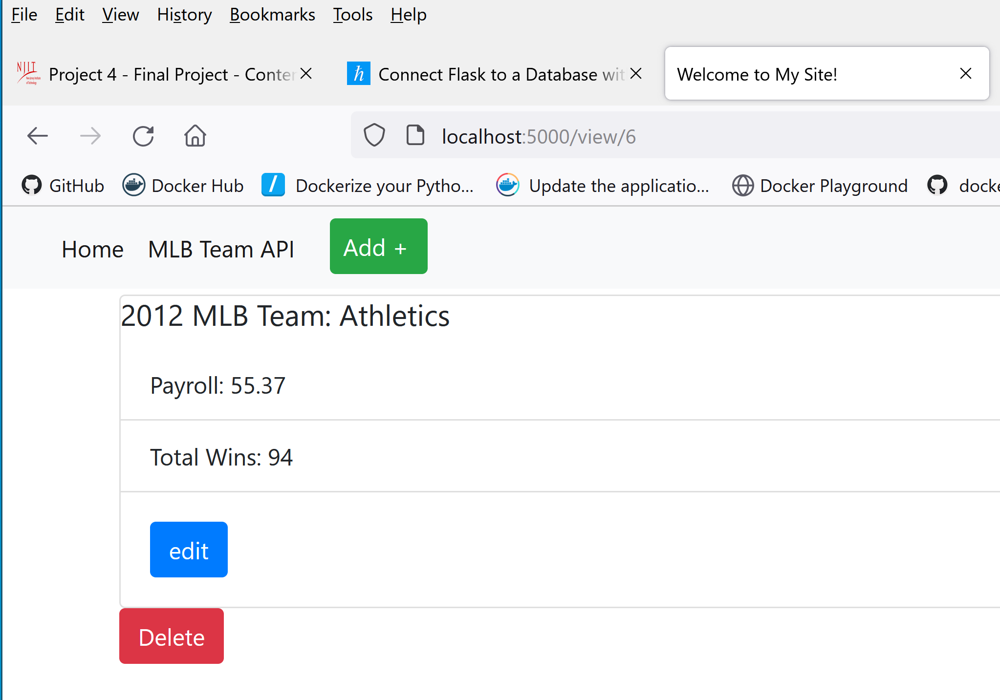 File Edit View History Bookmarks Tools Help
NJIT Project 4 - Final Project - Conter Connect Flask to a Database wit Welcome to My Site!
localhost:5000/view/6
GitHub Docker Hub Dockerize your Pytho... Update the applicatio... Docker Playground docke
Home MLB Team API Add +
2012 MLB Team: Athletics
Payroll: 55.37
Total Wins: 94
edit
Delete